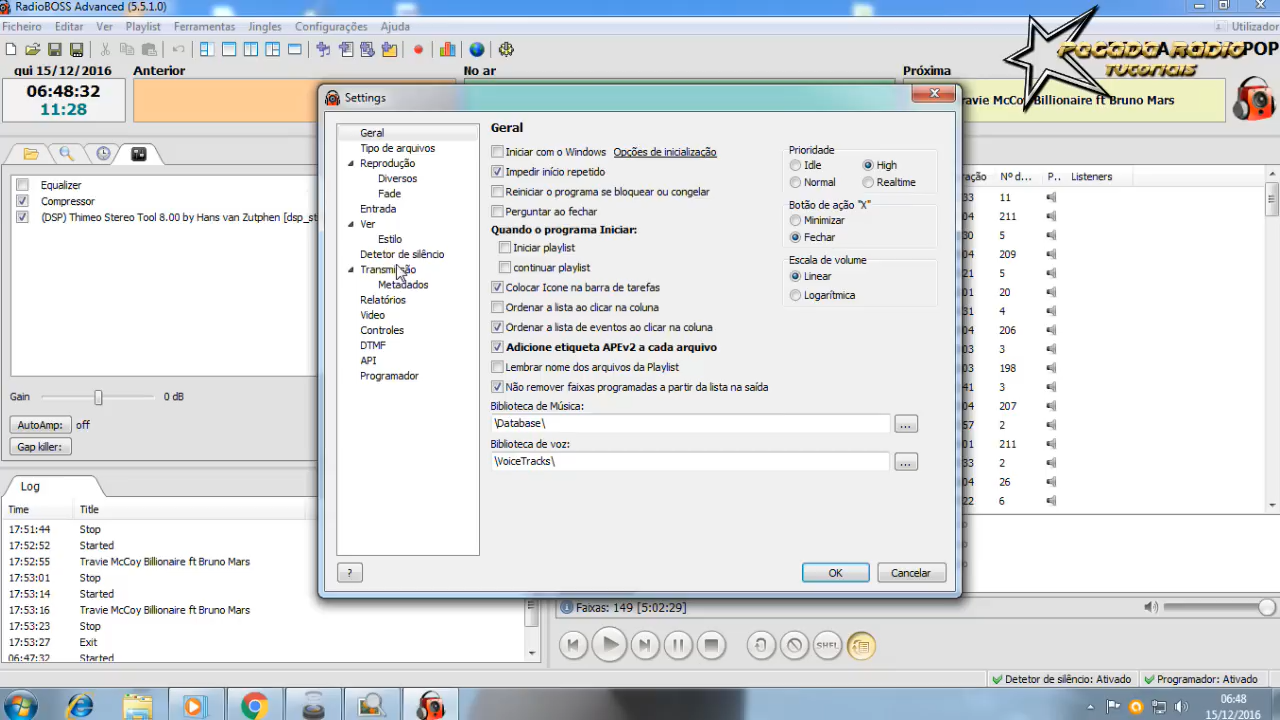 RadioBOSS Advanced (5.5.1.0)
Ficheiro Editar Ver Playlist Ferramentas Jingles Configurações Ajuda Utilizador
qui 15/12/2016 Anterior No ar Próxima
POP
Pacada Radio
Tutoriais
06:48:32
11:28
avie McCoy Billionaire ft Bruno Mars
Settings
Geral
Tipo de arquivos
Reprodução
Diversos
Fade
Entrada
Ver
Estilo
Detetor de silêncio
Transmissão
Metadados
Relatórios
Video
Controles
DTMF
API
Programador
Geral
Iniciar com o Windows Opções de inicialização
Impedir início repetido
Reiniciar o programa se bloquear ou congelar
Perguntar ao fechar
Quando o programa Iniciar:
Iniciar playlist
continuar playlist
Colocar Icone na barra de tarefas
Ordenar a lista ao clicar na coluna
Ordenar a lista de eventos ao clicar na coluna
Adicione etiqueta APEv2 a cada arquivo
Lembrar nome dos arquivos da Playlist
Não remover faixas programadas a partir da lista na saída
Biblioteca de Música:
\Database\
...
Biblioteca de voz:
\VoiceTracks\
...
Prioridade
Idle High
Normal Realtime
Botão de ação "X"
Minimizar
Fechar
Escala de volume
Linear
Logarítmica
? OK Cancelar
Equalizer
Compressor
(DSP) Thimeo Stereo Tool 8.00 by Hans van Zutphen [dsp_st
Gain 0 dB
AutoAmp: off
Gap killer:
ração Nº d... P.. Listeners
33 11
04 211
30 5
02 209
21 5
01 20
31 4
32 206
03 3
38 198
41 3
04 207
57 2
01 211
33 2
04 26
22 6
Log
Time Title
17:51:44 Stop
17:52:52 Started
17:52:55 Travie McCoy Billionaire ft Bruno Mars
17:53:01 Stop
17:53:14 Started
17:53:16 Travie McCoy Billionaire ft Bruno Mars
17:53:23 Stop
17:53:27 Exit
06:47:32 Started
Faixas: 149 [5:02:29]
SHFL
Detetor de silêncio: Ativado Programador: Ativado
06:48
15/12/2016